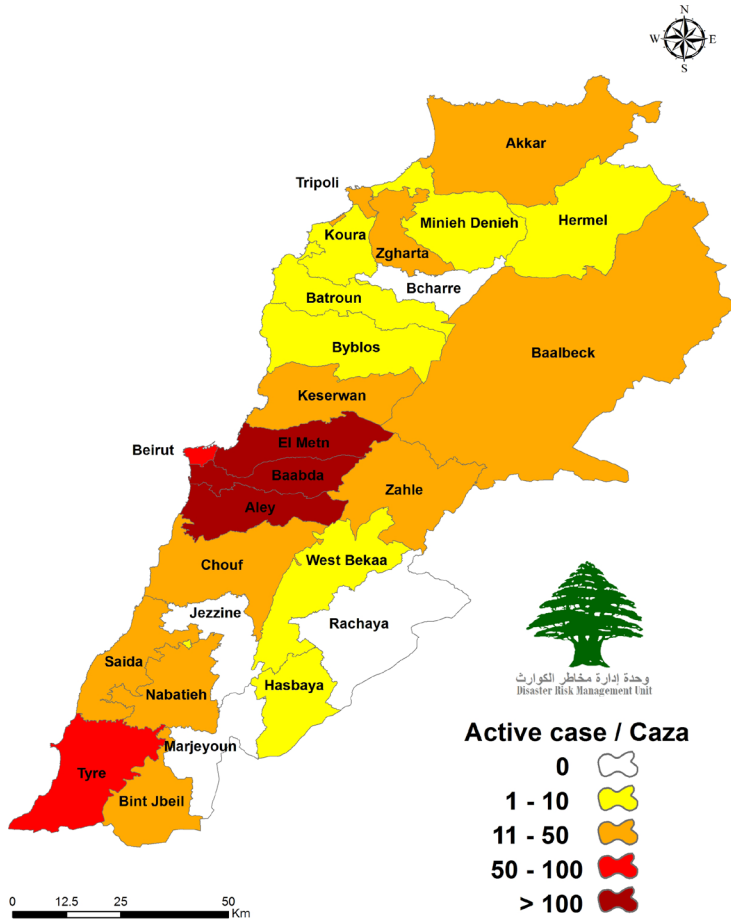 N
W E
S
Akkar
Tripoli
Minieh Denieh
Hermel
Koura
Zgharta
Bcharre
Batroun
Byblos
Baalbeck
Keserwan
El Metn
Beirut
Baabda
Zahle
Aley
West Bekaa
Chouf
Jezzine
Rachaya
Saida
Hasbaya
Nabatieh
Marjeyoun
Tyre
Bint Jbeil
وحدة إدارة مخاطر الكوارث
Disaster Risk Management Unit
Active case / Caza
0
1 - 10
11 - 50
50 - 100
> 100
0 12.5 25 50
Km